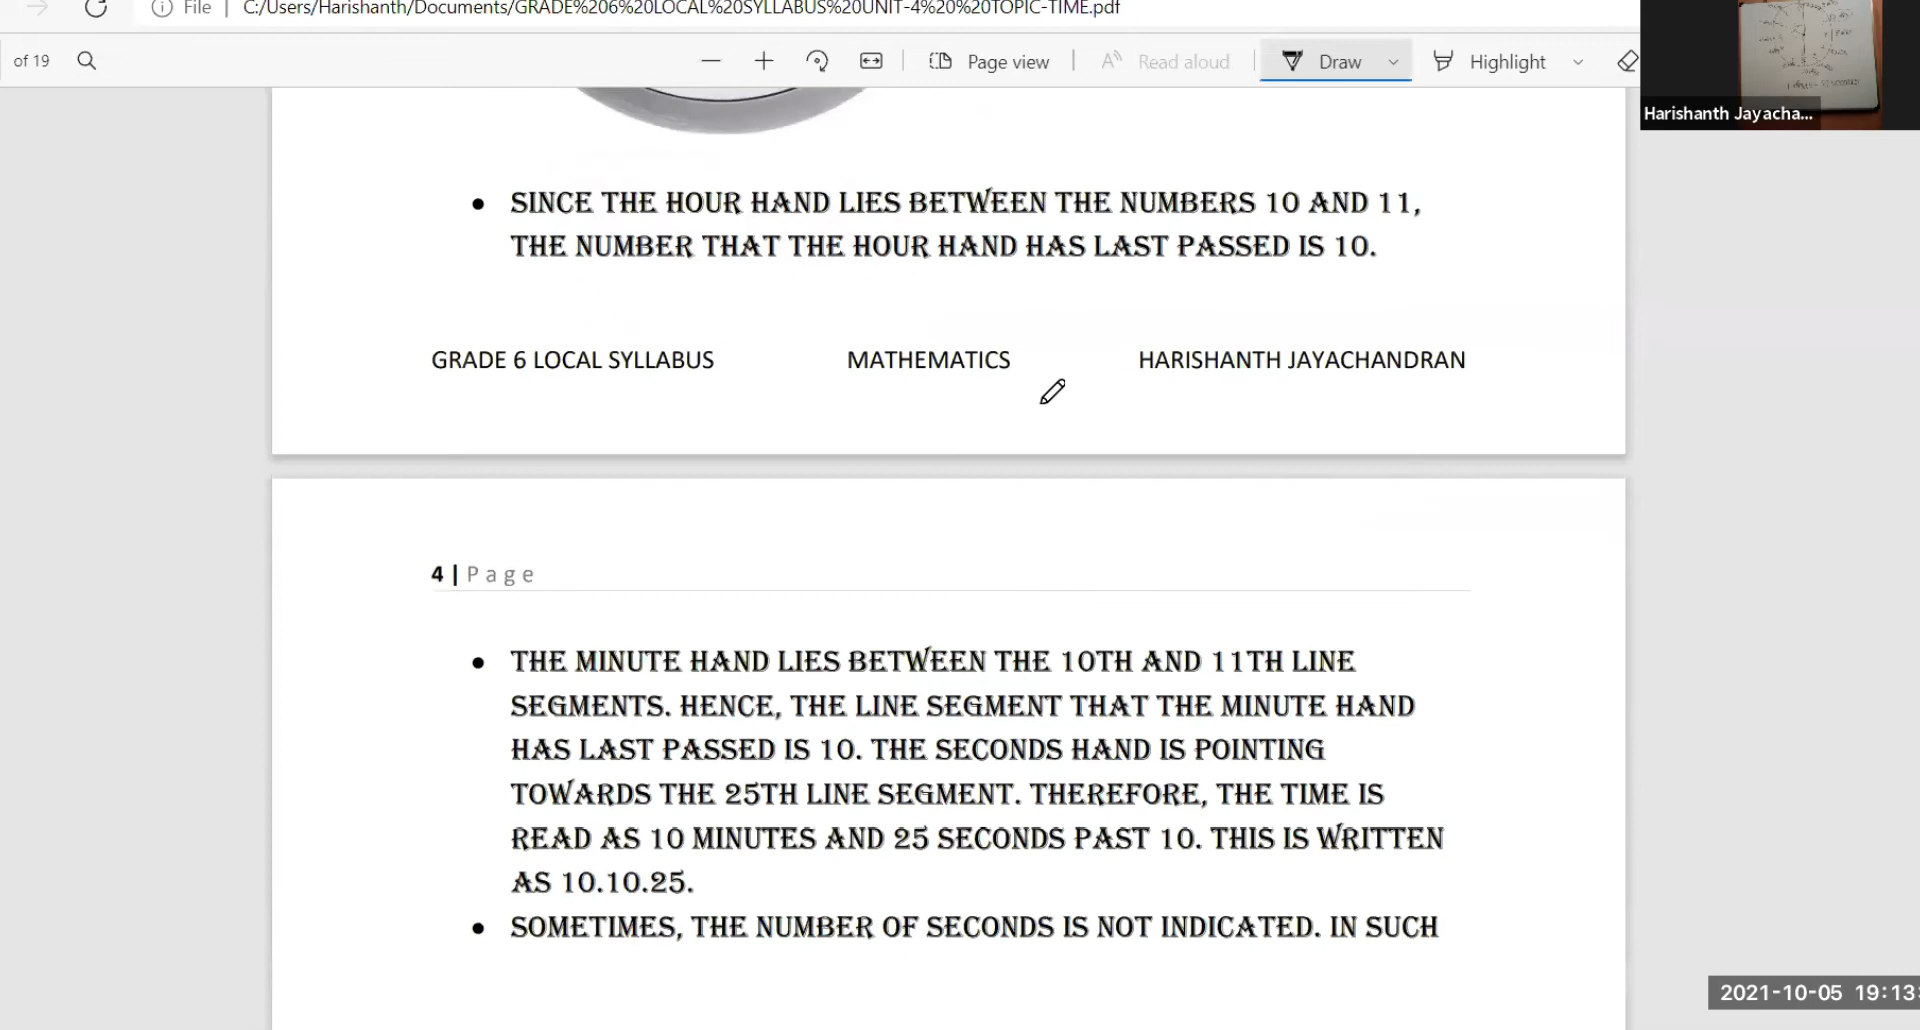 File | C:/Users/Harishanth/Documents/GRADE%206%20LOCAL%20SYLLABUS%20UNIT-4%20%20TOPIC-TIME.pdf
of 19 Page view Read aloud Draw Highlight
Harishanth Jayacha...
• SINCE THE HOUR HAND LIES BETWEEN THE NUMBERS 10 AND 11,
THE NUMBER THAT THE HOUR HAND HAS LAST PASSED IS 10.
GRADE 6 LOCAL SYLLABUS MATHEMATICS HARISHANTH JAYACHANDRAN
4 | Page
• THE MINUTE HAND LIES BETWEEN THE 10TH AND 11TH LINE
SEGMENTS. HENCE, THE LINE SEGMENT THAT THE MINUTE HAND
HAS LAST PASSED IS 10. THE SECONDS HAND IS POINTING
TOWARDS THE 25TH LINE SEGMENT. THEREFORE, THE TIME IS
READ AS 10 MINUTES AND 25 SECONDS PAST 10. THIS IS WRITTEN
AS 10.10.25.
• SOMETIMES, THE NUMBER OF SECONDS IS NOT INDICATED. IN SUCH
2021-10-05 19:13: